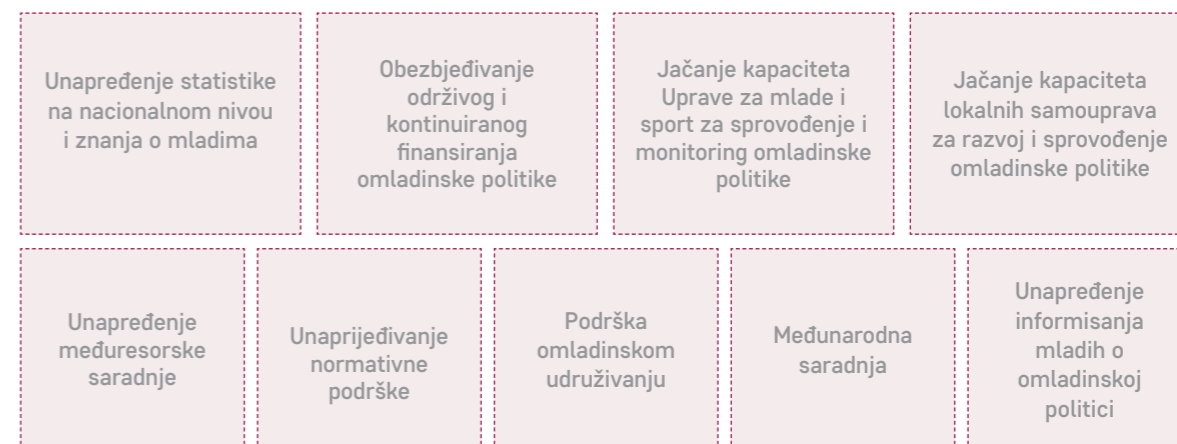 Unapređenje statistike
na nacionalnom nivou
i znanja o mladima
Obezbjeđivanje
održivog i
kontinuiranog
finansiranja
omladinske politike
Jačanje kapaciteta
Uprave za mlade i
sport za sprovođenje i
monitoring omladinske
politike
Jačanje kapaciteta
lokalnih samouprava
za razvoj i sprovođenje
omladinske politike
Unapređenje
međuresorske
saradnje
Unaprijeđivanje
normativne
podrške
Podrška
omladinskom
udruživanju
Međunarodna
saradnja
Unapređenje
informisanja
mladih o
omladinskoj
politici